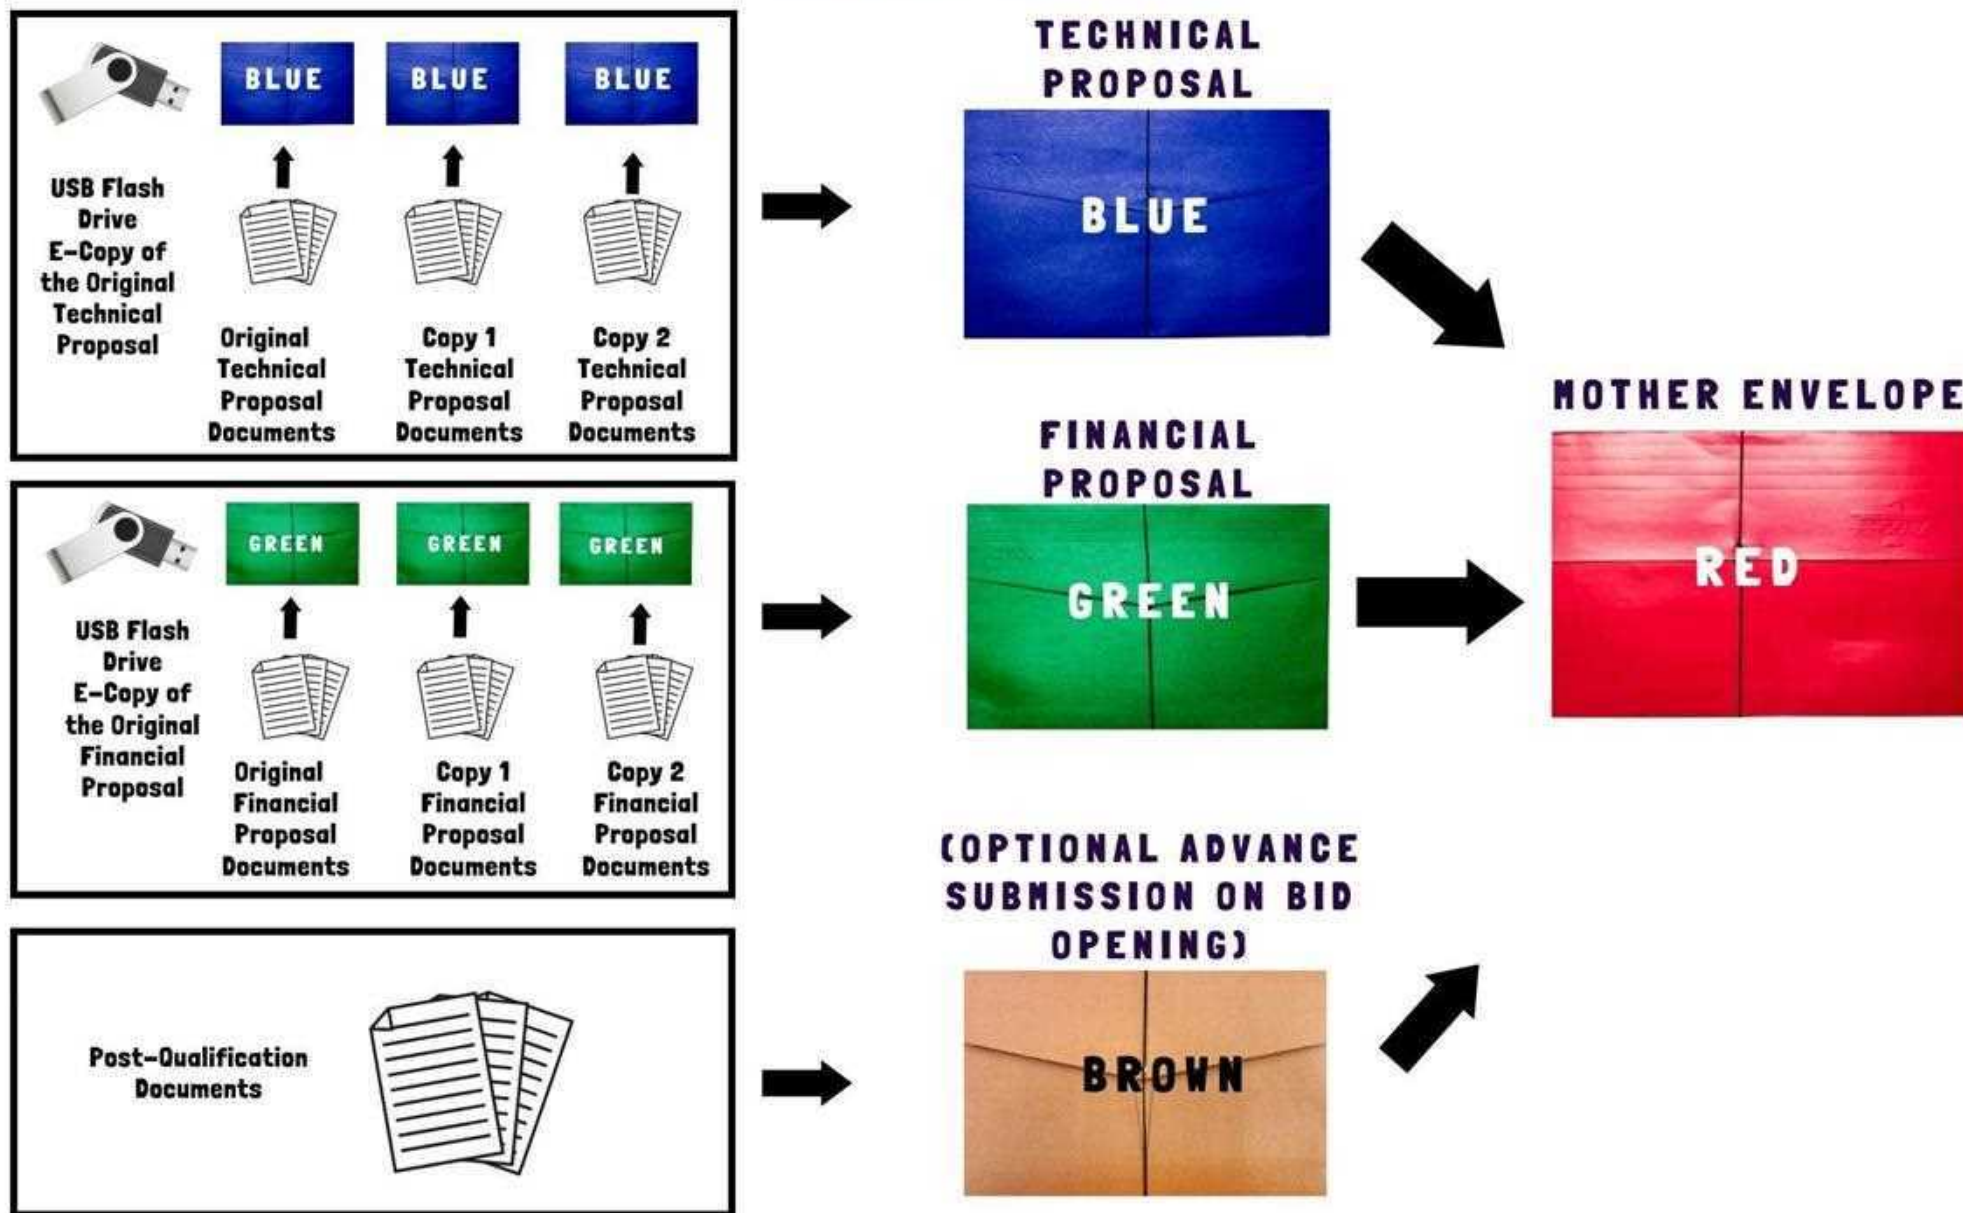 BLUE
BLUE
BLUE
USB Flash
Drive
E-Copy of
the Original
Technical
Proposal
Original
Technical
Proposal
Documents
Copy 1
Technical
Proposal
Documents
Copy 2
Technical
Proposal
Documents
TECHNICAL
PROPOSAL
BLUE
GREEN
GREEN
GREEN
USB Flash
Drive
E-Copy of
the Original
Financial
Proposal
Original
Financial
Proposal
Documents
Copy 1
Financial
Proposal
Documents
Copy 2
Financial
Proposal
Documents
FINANCIAL
PROPOSAL
GREEN
MOTHER ENVELOPE
RED
Post-Qualification
Documents
(OPTIONAL ADVANCE
SUBMISSION ON BID
OPENING)
BROWN